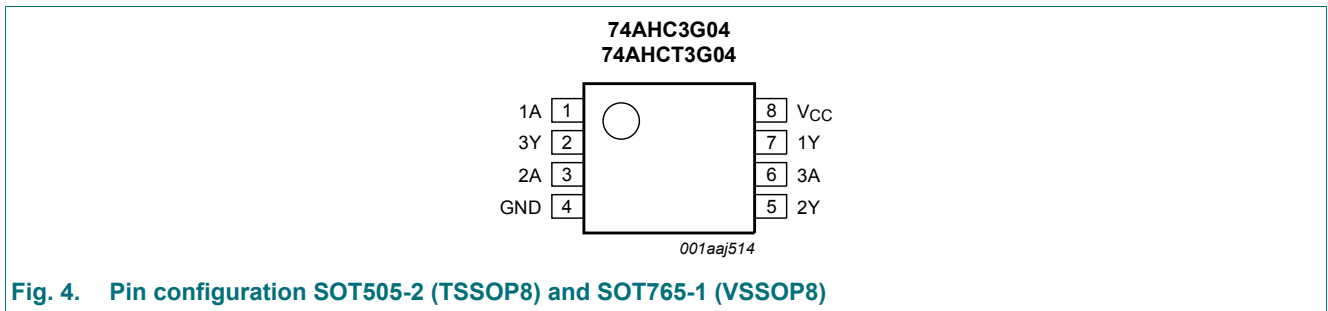 74AHC3G04
74AHCT3G04
1A 1 8 VCC
3Y 2 7 1Y
2A 3 6 3A
GND 4 5 2Y
001aaj514
Fig. 4. Pin configuration SOT505-2 (TSSOP8) and SOT765-1 (VSSOP8)